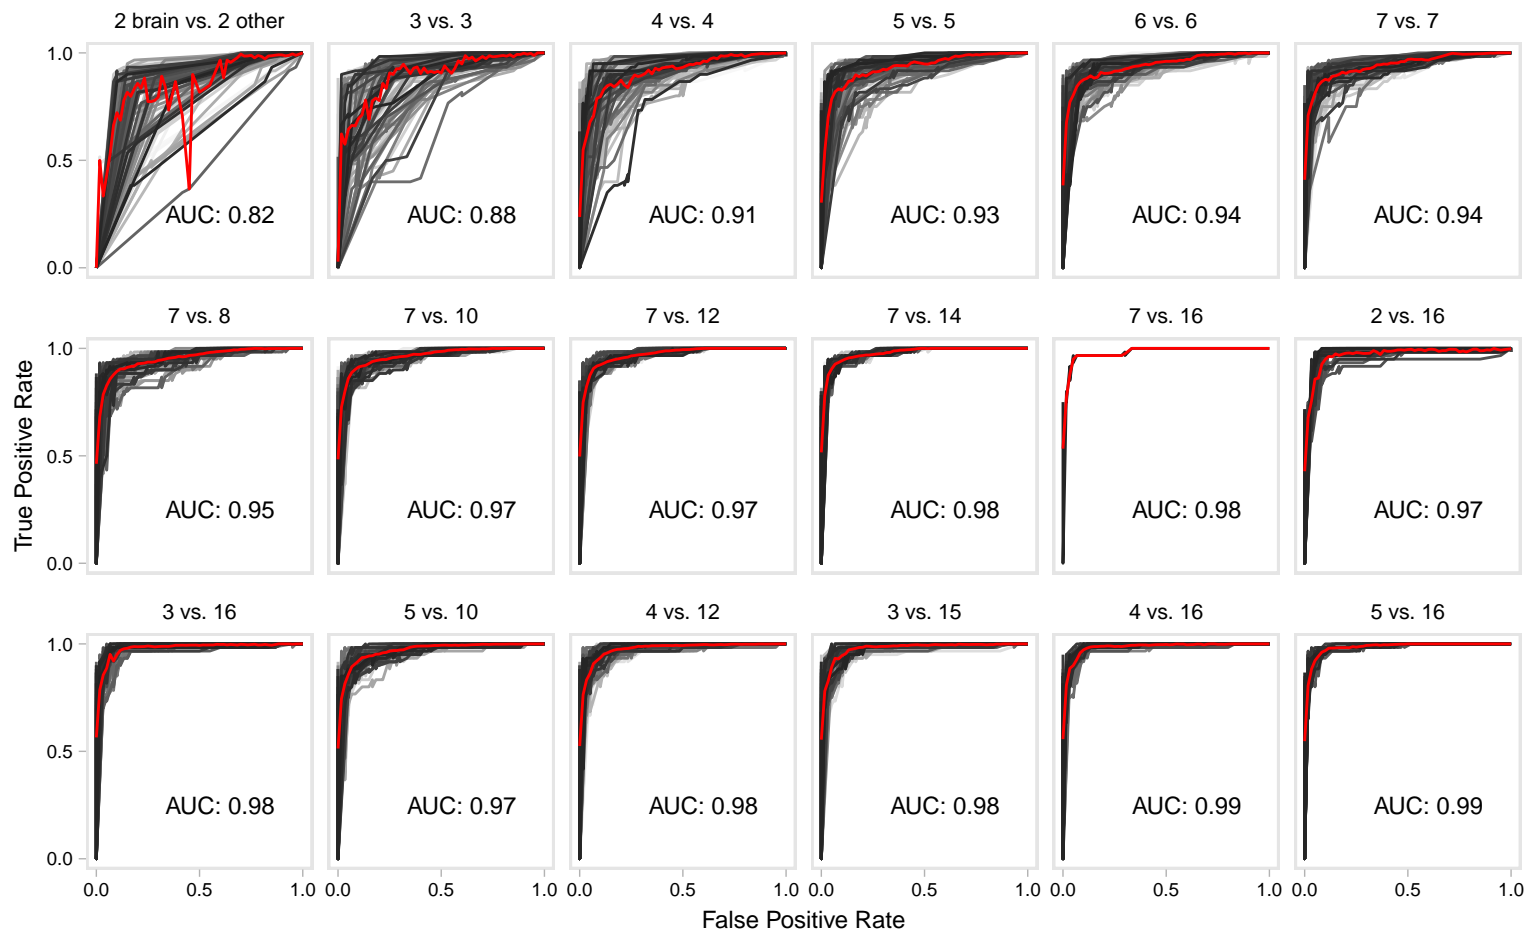 2 brain vs. 2 other 3 vs. 3 4 vs. 4 5 vs. 5 6 vs. 6 7 vs. 7
1.0
0.5
AUC: 0.82 AUC: 0.88 AUC: 0.91 AUC: 0.93 AUC: 0.94 AUC: 0.94
0.0
7 vs. 8 7 vs. 10 7 vs. 12 7 vs. 14 7 vs. 16 2 vs. 16
1.0
True Positive Rate
0.5
AUC: 0.95 AUC: 0.97 AUC: 0.97 AUC: 0.98 AUC: 0.98 AUC: 0.97
0.0
3 vs. 16 5 vs. 10 4 vs. 12 3 vs. 15 4 vs. 16 5 vs. 16
1.0
0.5
AUC: 0.98 AUC: 0.97 AUC: 0.98 AUC: 0.98 AUC: 0.99 AUC: 0.99
0.0
0.0 0.5 1.0 0.0 0.5 1.0 0.0 0.5 1.0 0.0 0.5 1.0 0.0 0.5 1.0 0.0 0.5 1.0
False Positive Rate